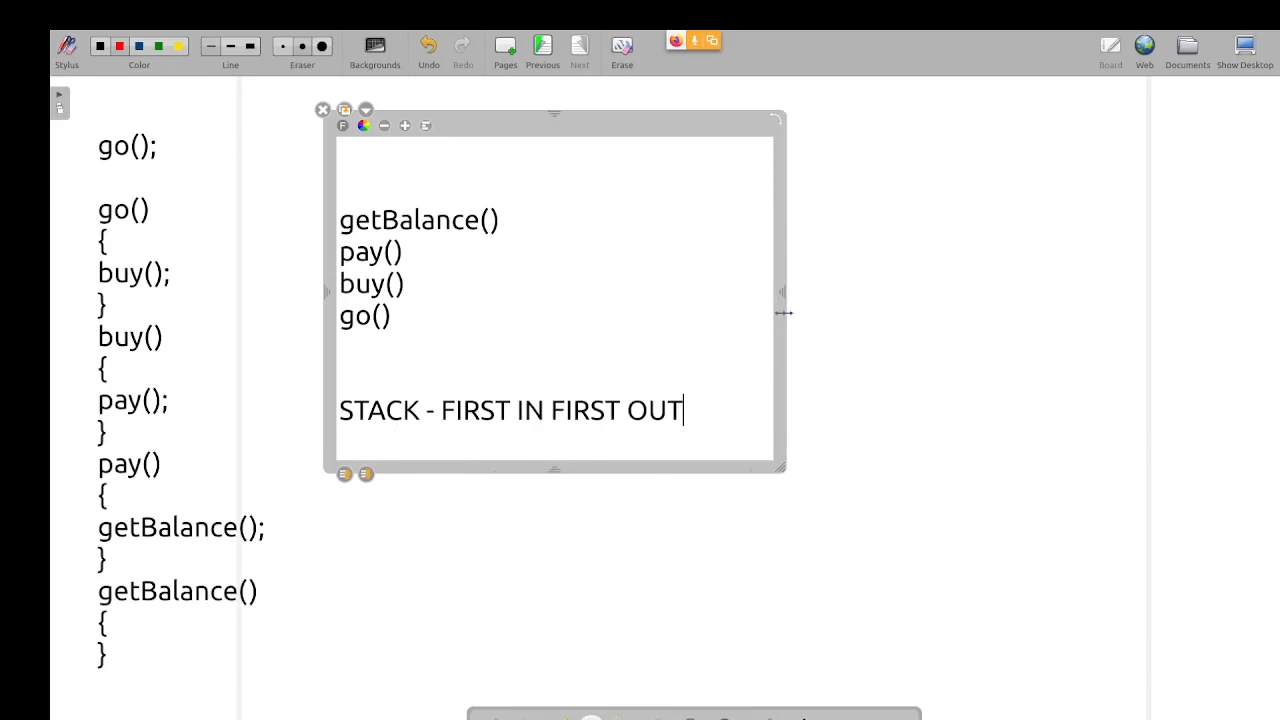 Stylus
Color
Line
Eraser
Backgrounds
Undo
Redo
Pages
Previous
Next
Erase
Board
Web
Documents
Show Desktop
go();
go()
{
buy();
}
buy()
{
pay();
}
pay()
{
getBalance();
}
getBalance()
{
}
F
getBalance()
pay()
buy()
go()
STACK - FIRST IN FIRST OUT